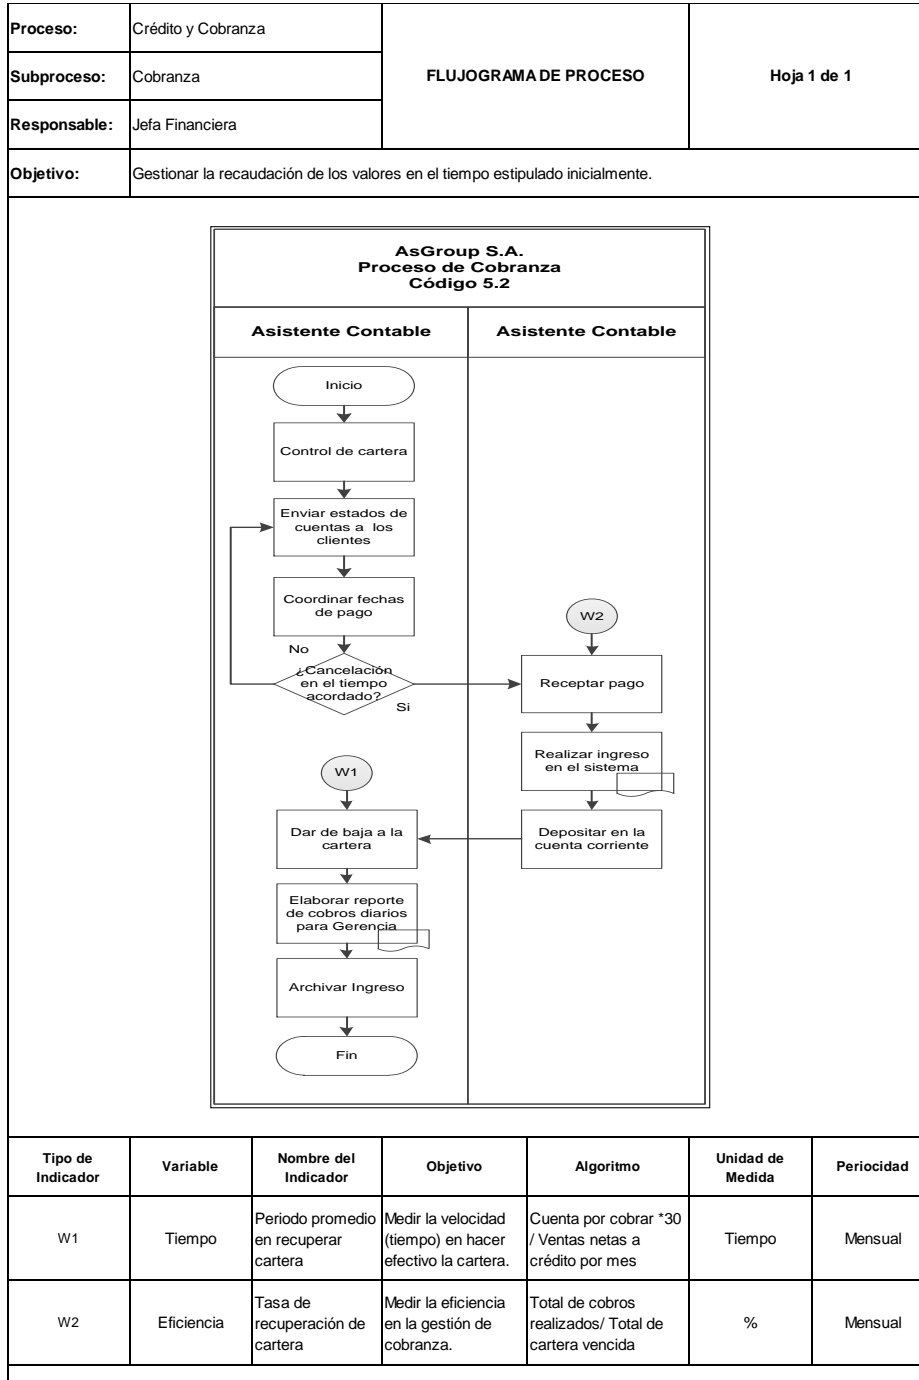 Proceso:
Crédito y Cobranza
FLUJOGRAMA DE PROCESO
Hoja 1 de 1
Subproceso:
Cobranza
Responsable:
Jefa Financiera
Objetivo:
Gestionar la recaudación de los valores en el tiempo estipulado inicialmente.
AsGroup S.A.
Proceso de Cobranza
Código 5.2
Asistente Contable
Asistente Contable
Inicio
Control de cartera
Enviar estados de
cuentas a los
clientes
Coordinar fechas
de pago
No
¿Cancelación
en el tiempo
acordado?
Si
W2
Receptar pago
Realizar ingreso
en el sistema
Depositar en la
cuenta corriente
W1
Dar de baja a la
cartera
Elaborar reporte
de cobros diarios
para Gerencia
Archivar Ingreso
Fin
Tipo de
Indicador
Variable
Nombre del
Indicador
Objetivo
Algoritmo
Unidad de
Medida
Periocidad
W1
Tiempo
Periodo promedio
en recuperar
cartera
Medir la velocidad
(tiempo) en hacer
efectivo la cartera.
Cuenta por cobrar *30
/ Ventas netas a
crédito por mes
Tiempo
Mensual
W2
Eficiencia
Tasa de
recuperación de
cartera
Medir la eficiencia
en la gestión de
cobranza.
Total de cobros
realizados/ Total de
cartera vencida
%
Mensual